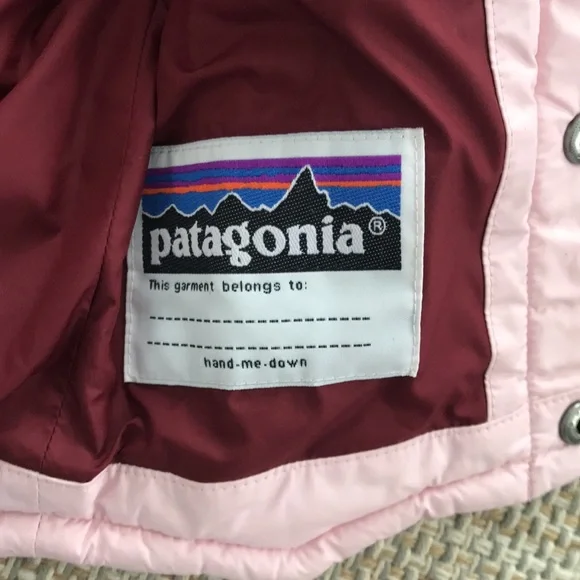 patagonia®
This garment belongs to:
hand-me-down